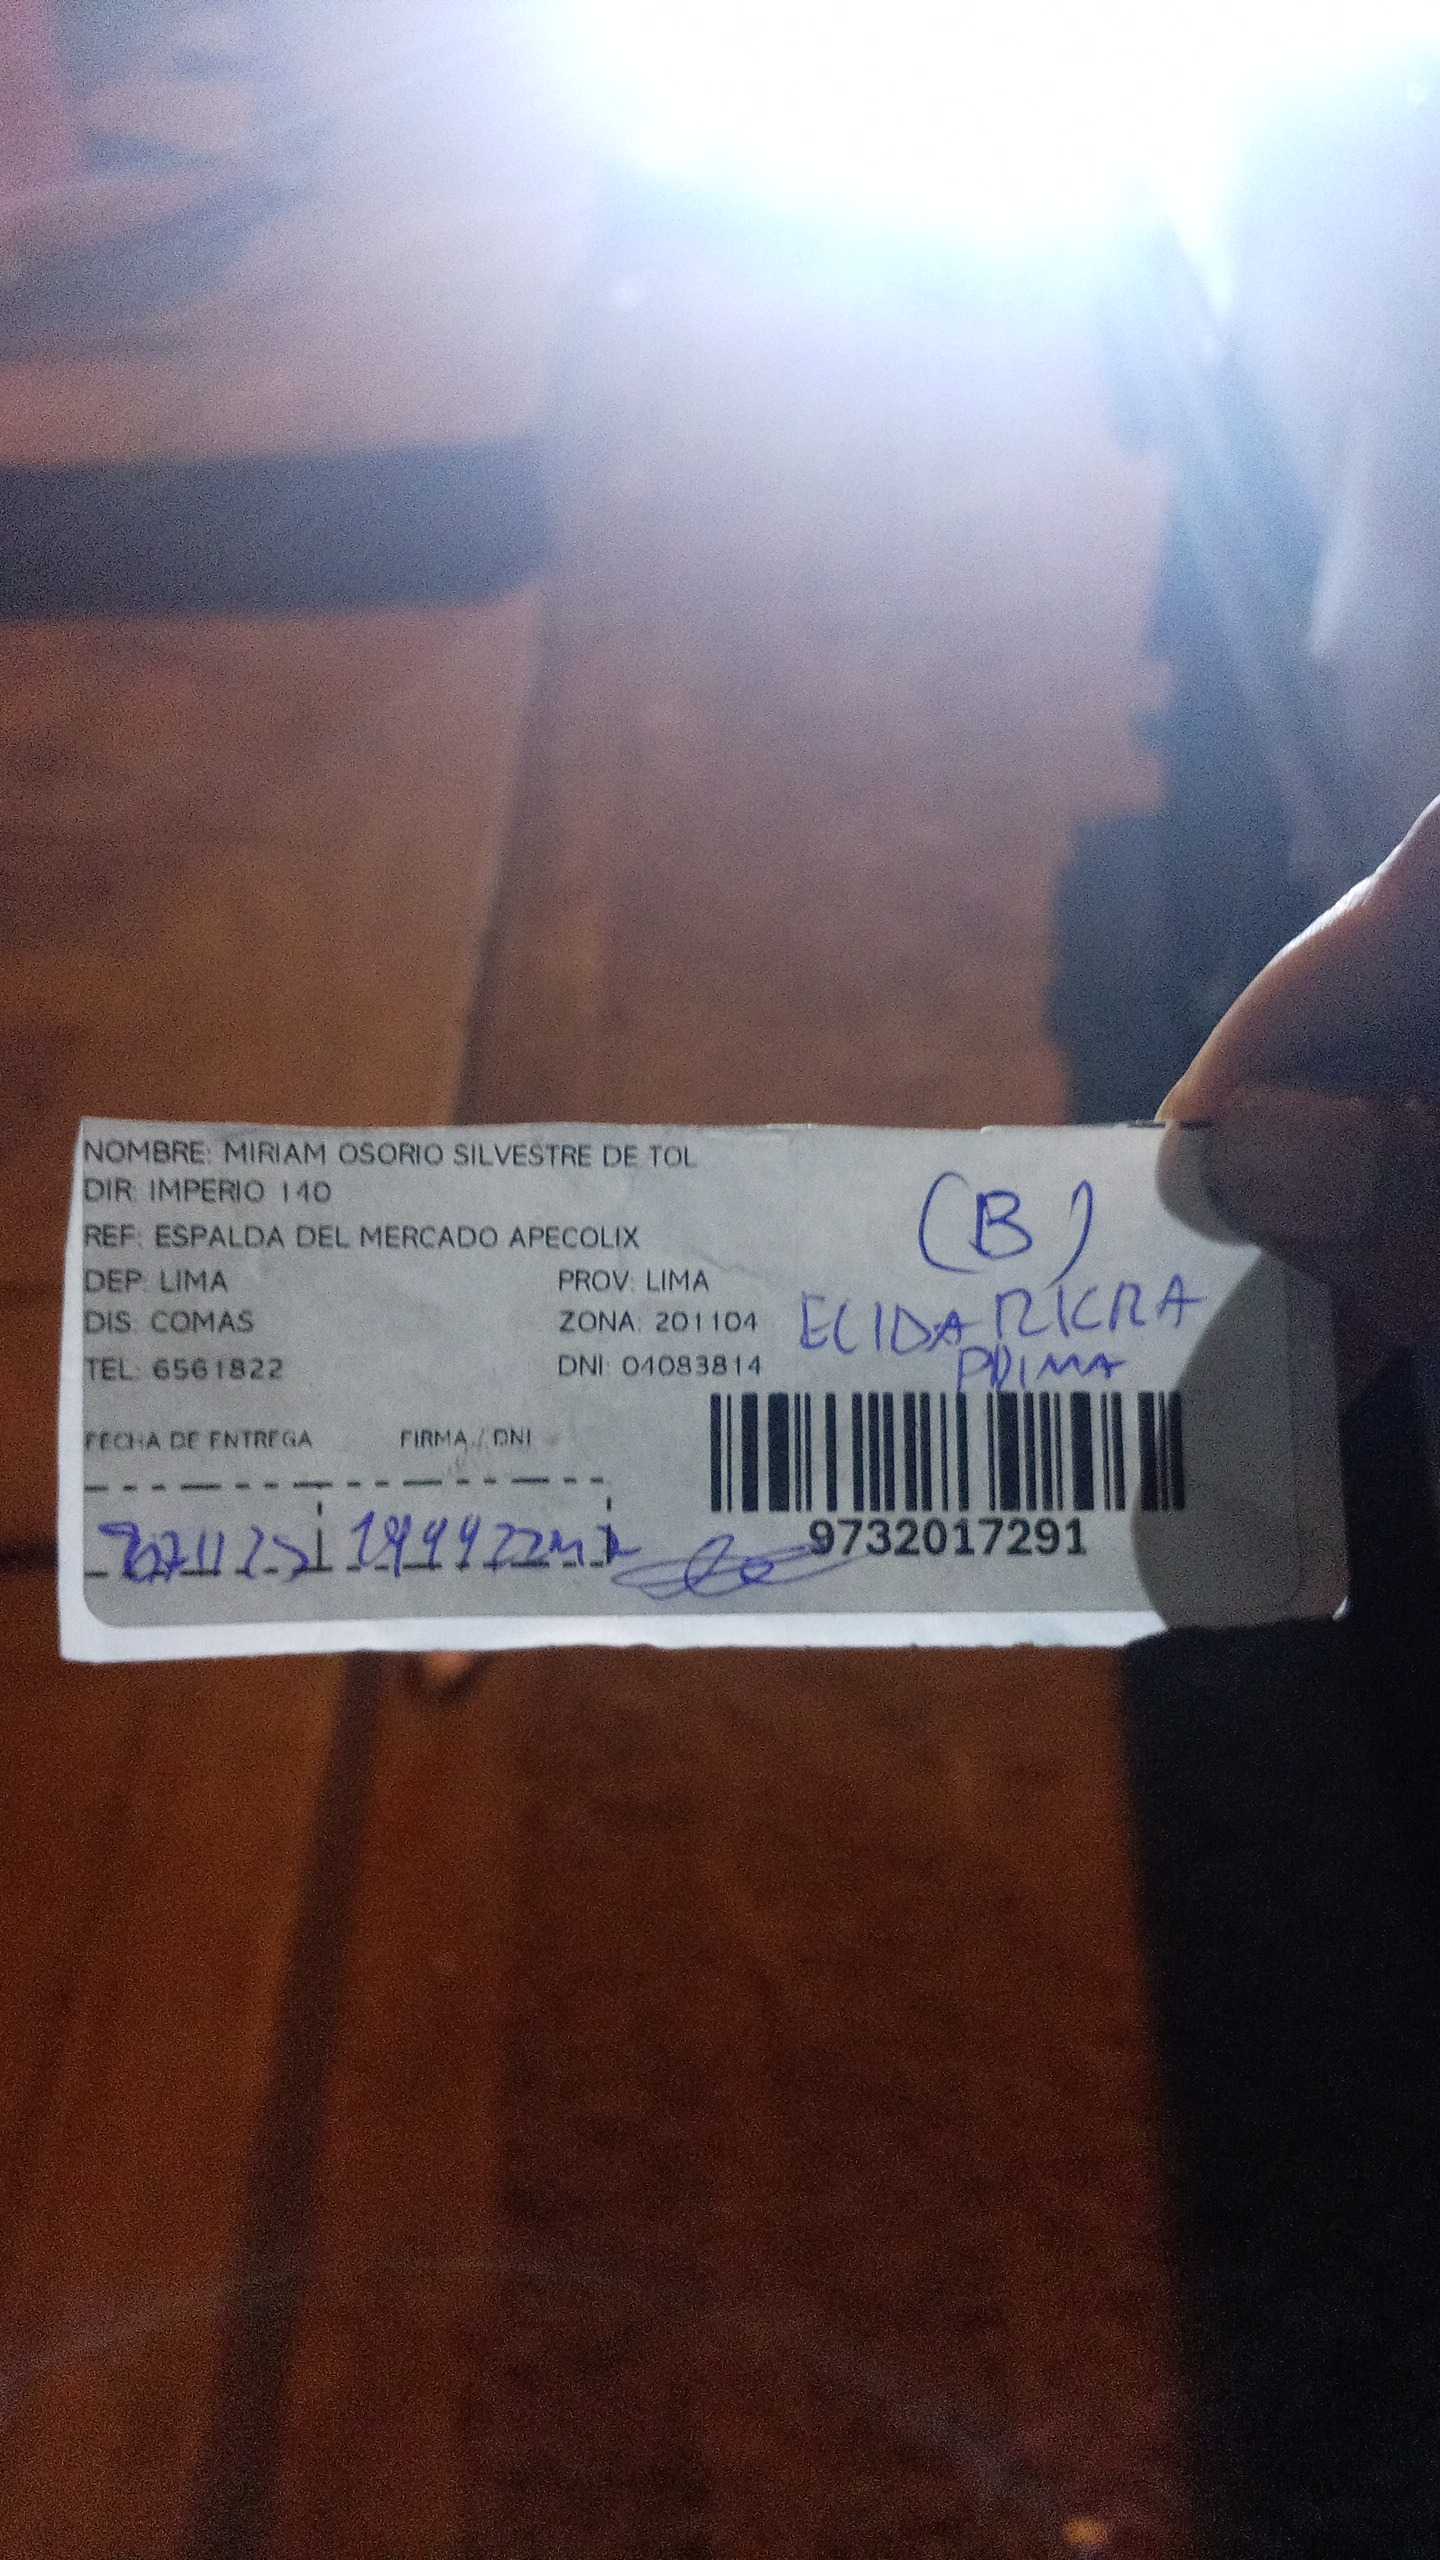 NOMBRE: MIRIAM OSORIO SILVESTRE DE TOL
DIR: IMPERIO 140
REF: ESPALDA DEL MERCADO APECOLIX
(B)
DEP: LIMA PROV: LIMA
DIS: COMAS ZONA: 201104
ELIDA RICRA
TEL: 6561822 DNI: 04083814
PRIMA
FECHA DE ENTREGA FIRMA / DNI
9732017291